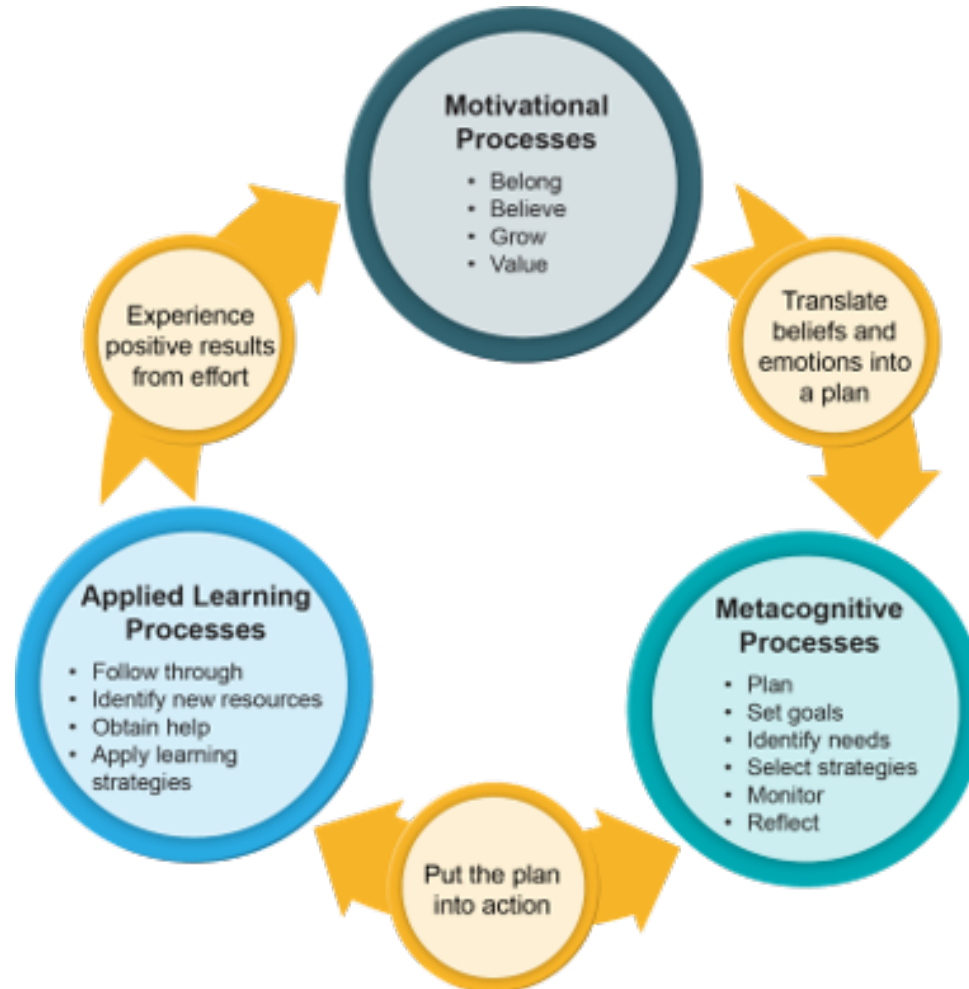 Motivational
Processes
• Belong
• Believe
• Grow
• Value
Translate
beliefs and
emotions into
a plan
Metacognitive
Processes
• Plan
• Set goals
• Identify needs
• Select strategies
• Monitor
• Reflect
Put the plan
into action
Applied Learning
Processes
• Follow through
• Identify new resources
• Obtain help
• Apply learning
strategies
Experience
positive results
from effort